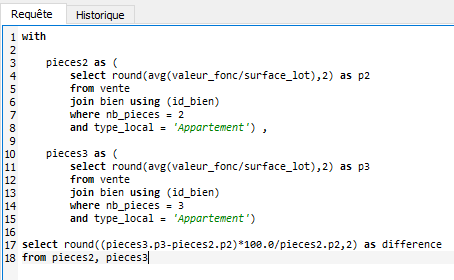 Requête Historique
1 with
2
3 pieces2 as (
4 select round(avg(valeur_fonc/surface_lot),2) as p2
5 from vente
6 join bien using (id_bien)
7 where nb_pieces = 2
8 and type_local = 'Appartement') ,
9
10 pieces3 as (
11 select round(avg(valeur_fonc/surface_lot),2) as p3
12 from vente
13 join bien using (id_bien)
14 where nb_pieces = 3
15 and type_local = 'Appartement')
16
17 select round((pieces3.p3-pieces2.p2)*100.0/pieces2.p2,2) as difference
18 from pieces2, pieces3